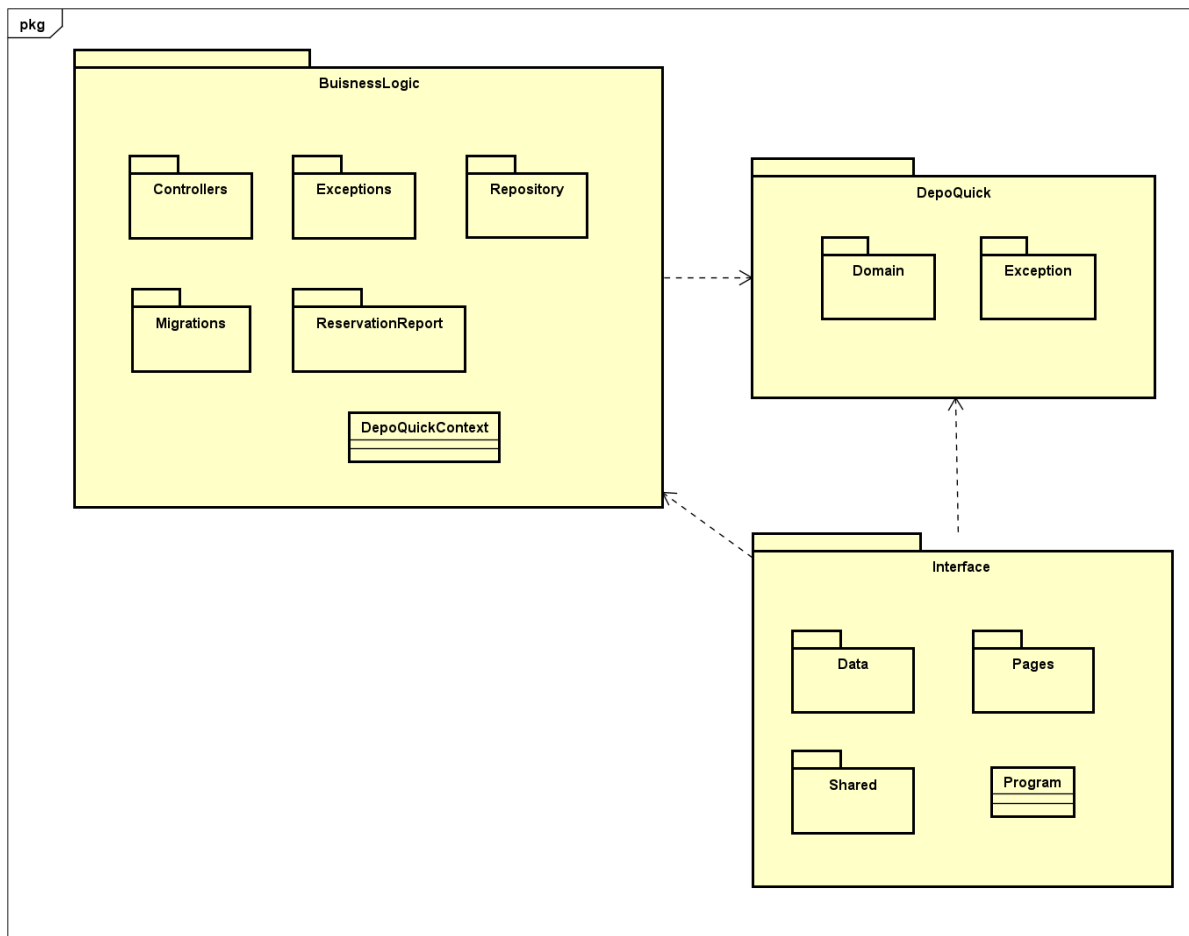 pkg
BuisnessLogic
Controllers
Exceptions
Repository
Migrations
ReservationReport
DepoQuickContext
DepoQuick
Domain
Exception
Interface
Data
Pages
Shared
Program